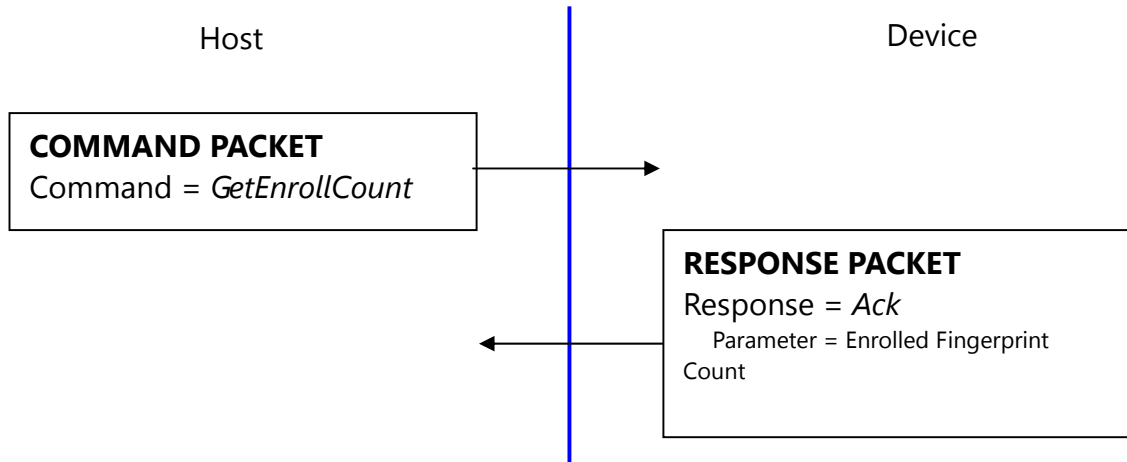 Host
Device
COMMAND PACKET
Command = GetEnrollCount
RESPONSE PACKET
Response = Ack
Parameter = Enrolled Fingerprint
Count